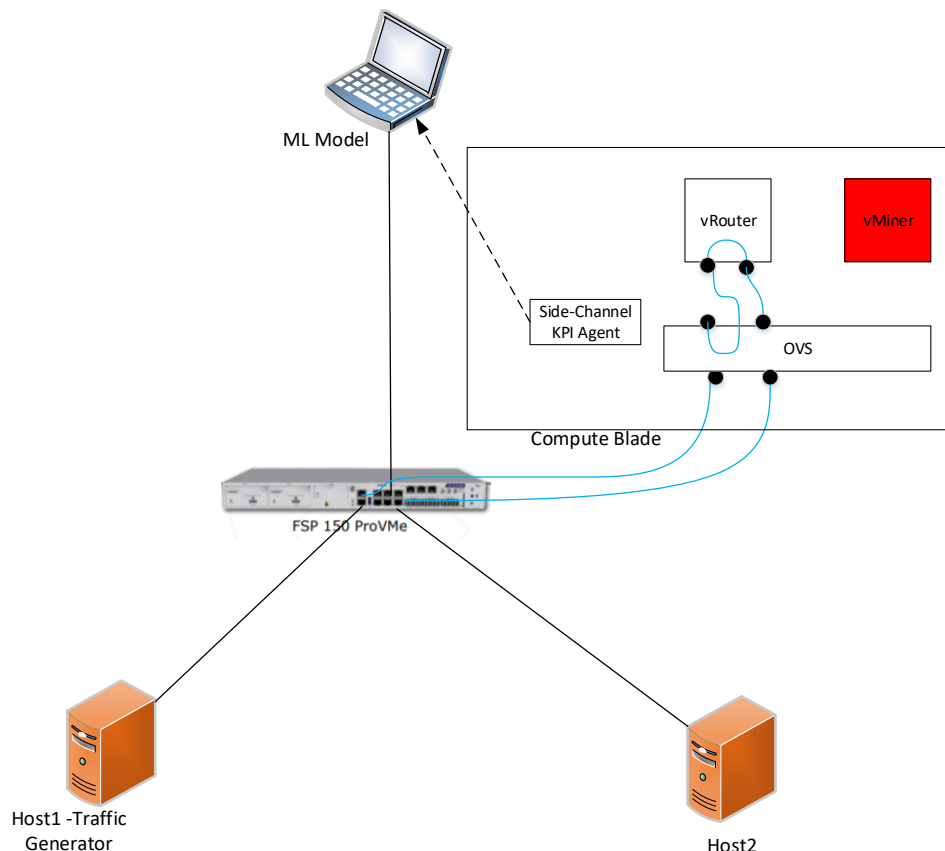 ML Model
vRouter
vMiner
Side-Channel
KPI Agent
OVS
Compute Blade
FSP 150 ProVMe
Host1 -Traffic
Generator
Host2